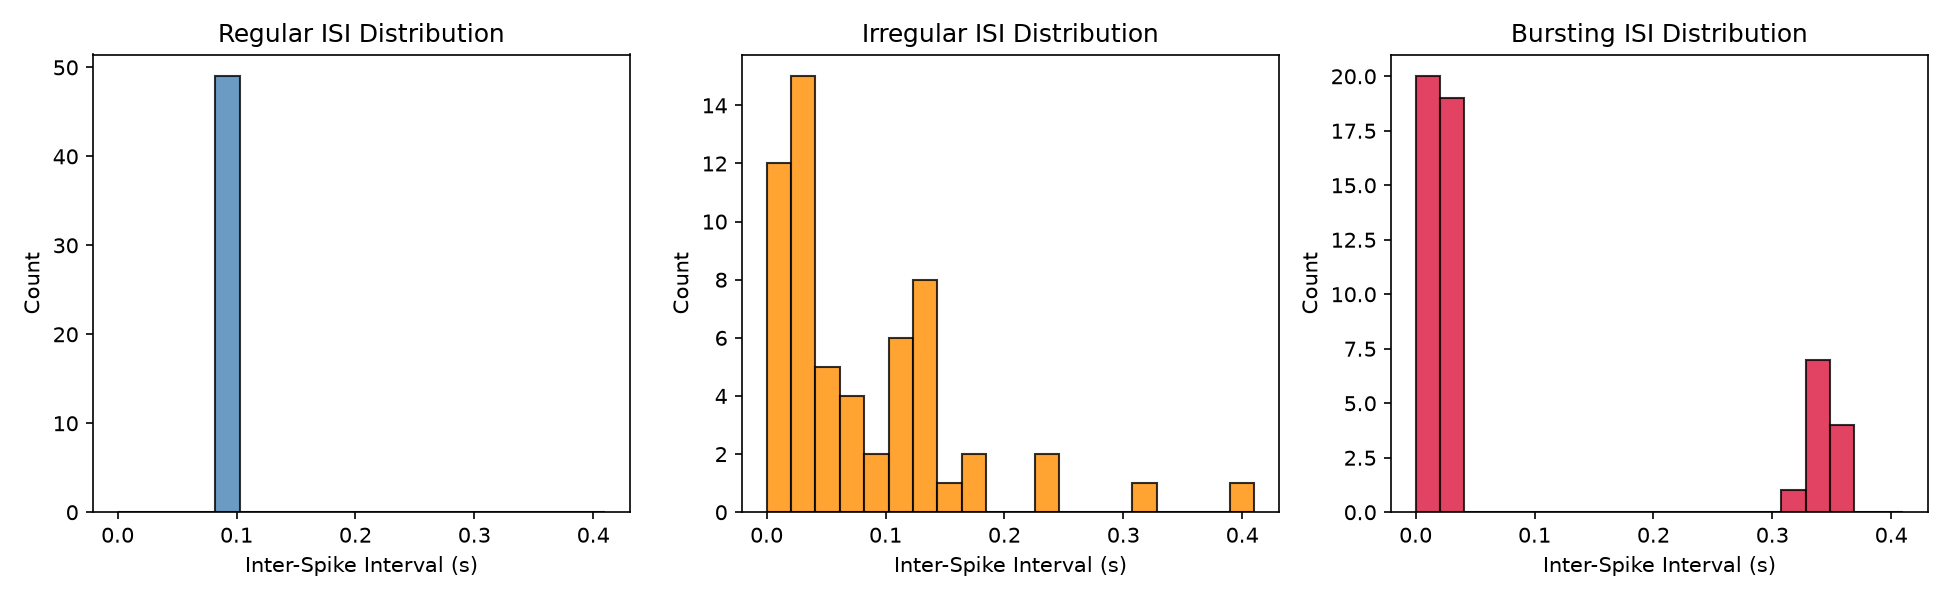 Regular ISI Distribution
50
40
30
20
10
0
Count
0.0 0.1 0.2 0.3 0.4
Inter-Spike Interval (s)
Irregular ISI Distribution
14
12
10
8
6
4
2
0
Count
0.0 0.1 0.2 0.3 0.4
Inter-Spike Interval (s)
Bursting ISI Distribution
20.0
17.5
15.0
12.5
10.0
7.5
5.0
2.5
0.0
Count
0.0 0.1 0.2 0.3 0.4
Inter-Spike Interval (s)